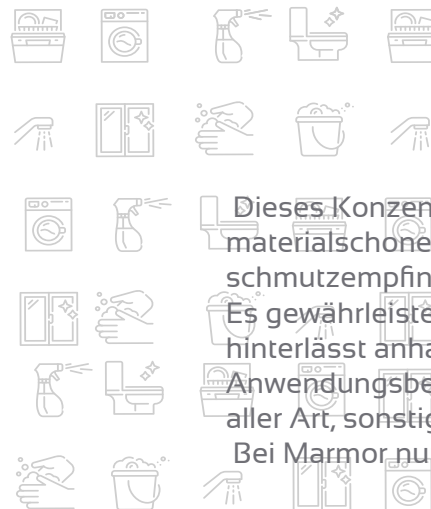 Dieses Konzen
materialschone
schmutzempfin
Es gewährleiste
hinterlässt anha
Anwendungsbe
aller Art, sonstig
Bei Marmor nu